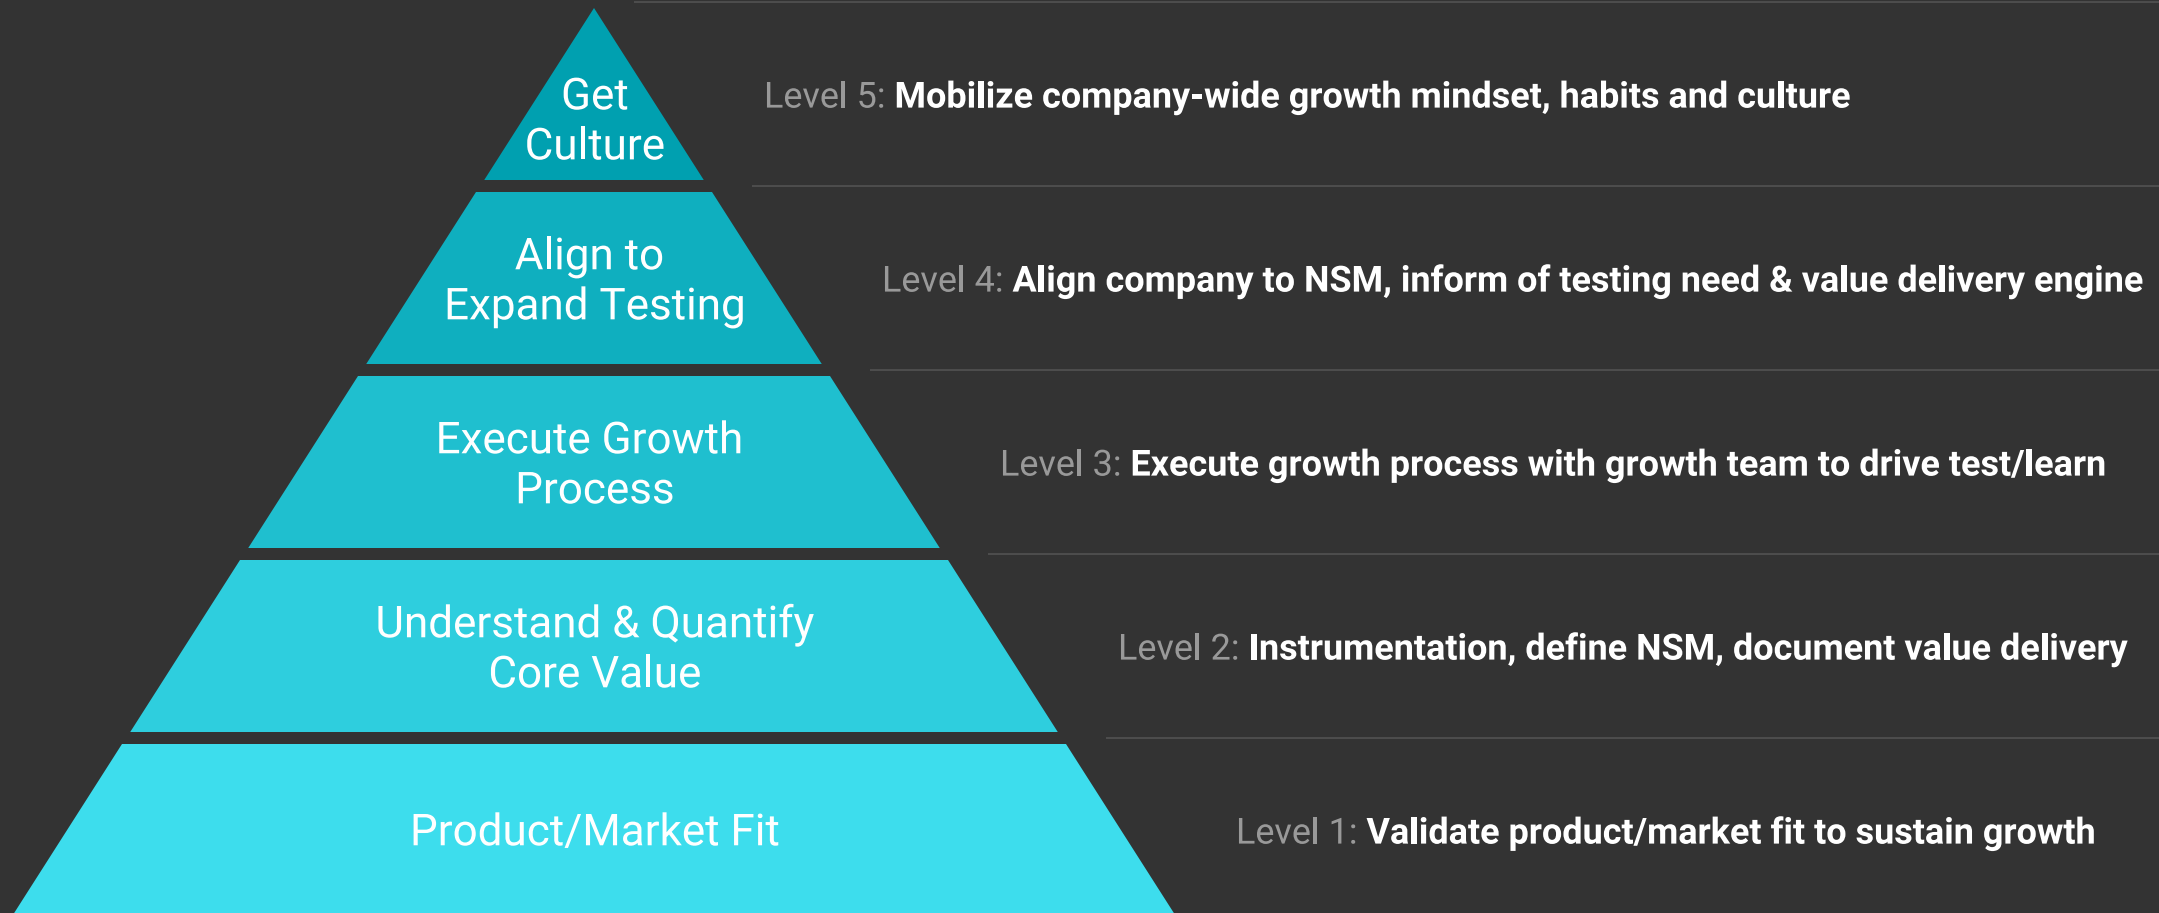 Get
Culture
Level 5: Mobilize company-wide growth mindset, habits and culture
Align to
Expand Testing
Level 4: Align company to NSM, inform of testing need & value delivery engine
Execute Growth
Process
Level 3: Execute growth process with growth team to drive test/learn
Understand & Quantify
Core Value
Level 2: Instrumentation, define NSM, document value delivery
Product/Market Fit
Level 1: Validate product/market fit to sustain growth